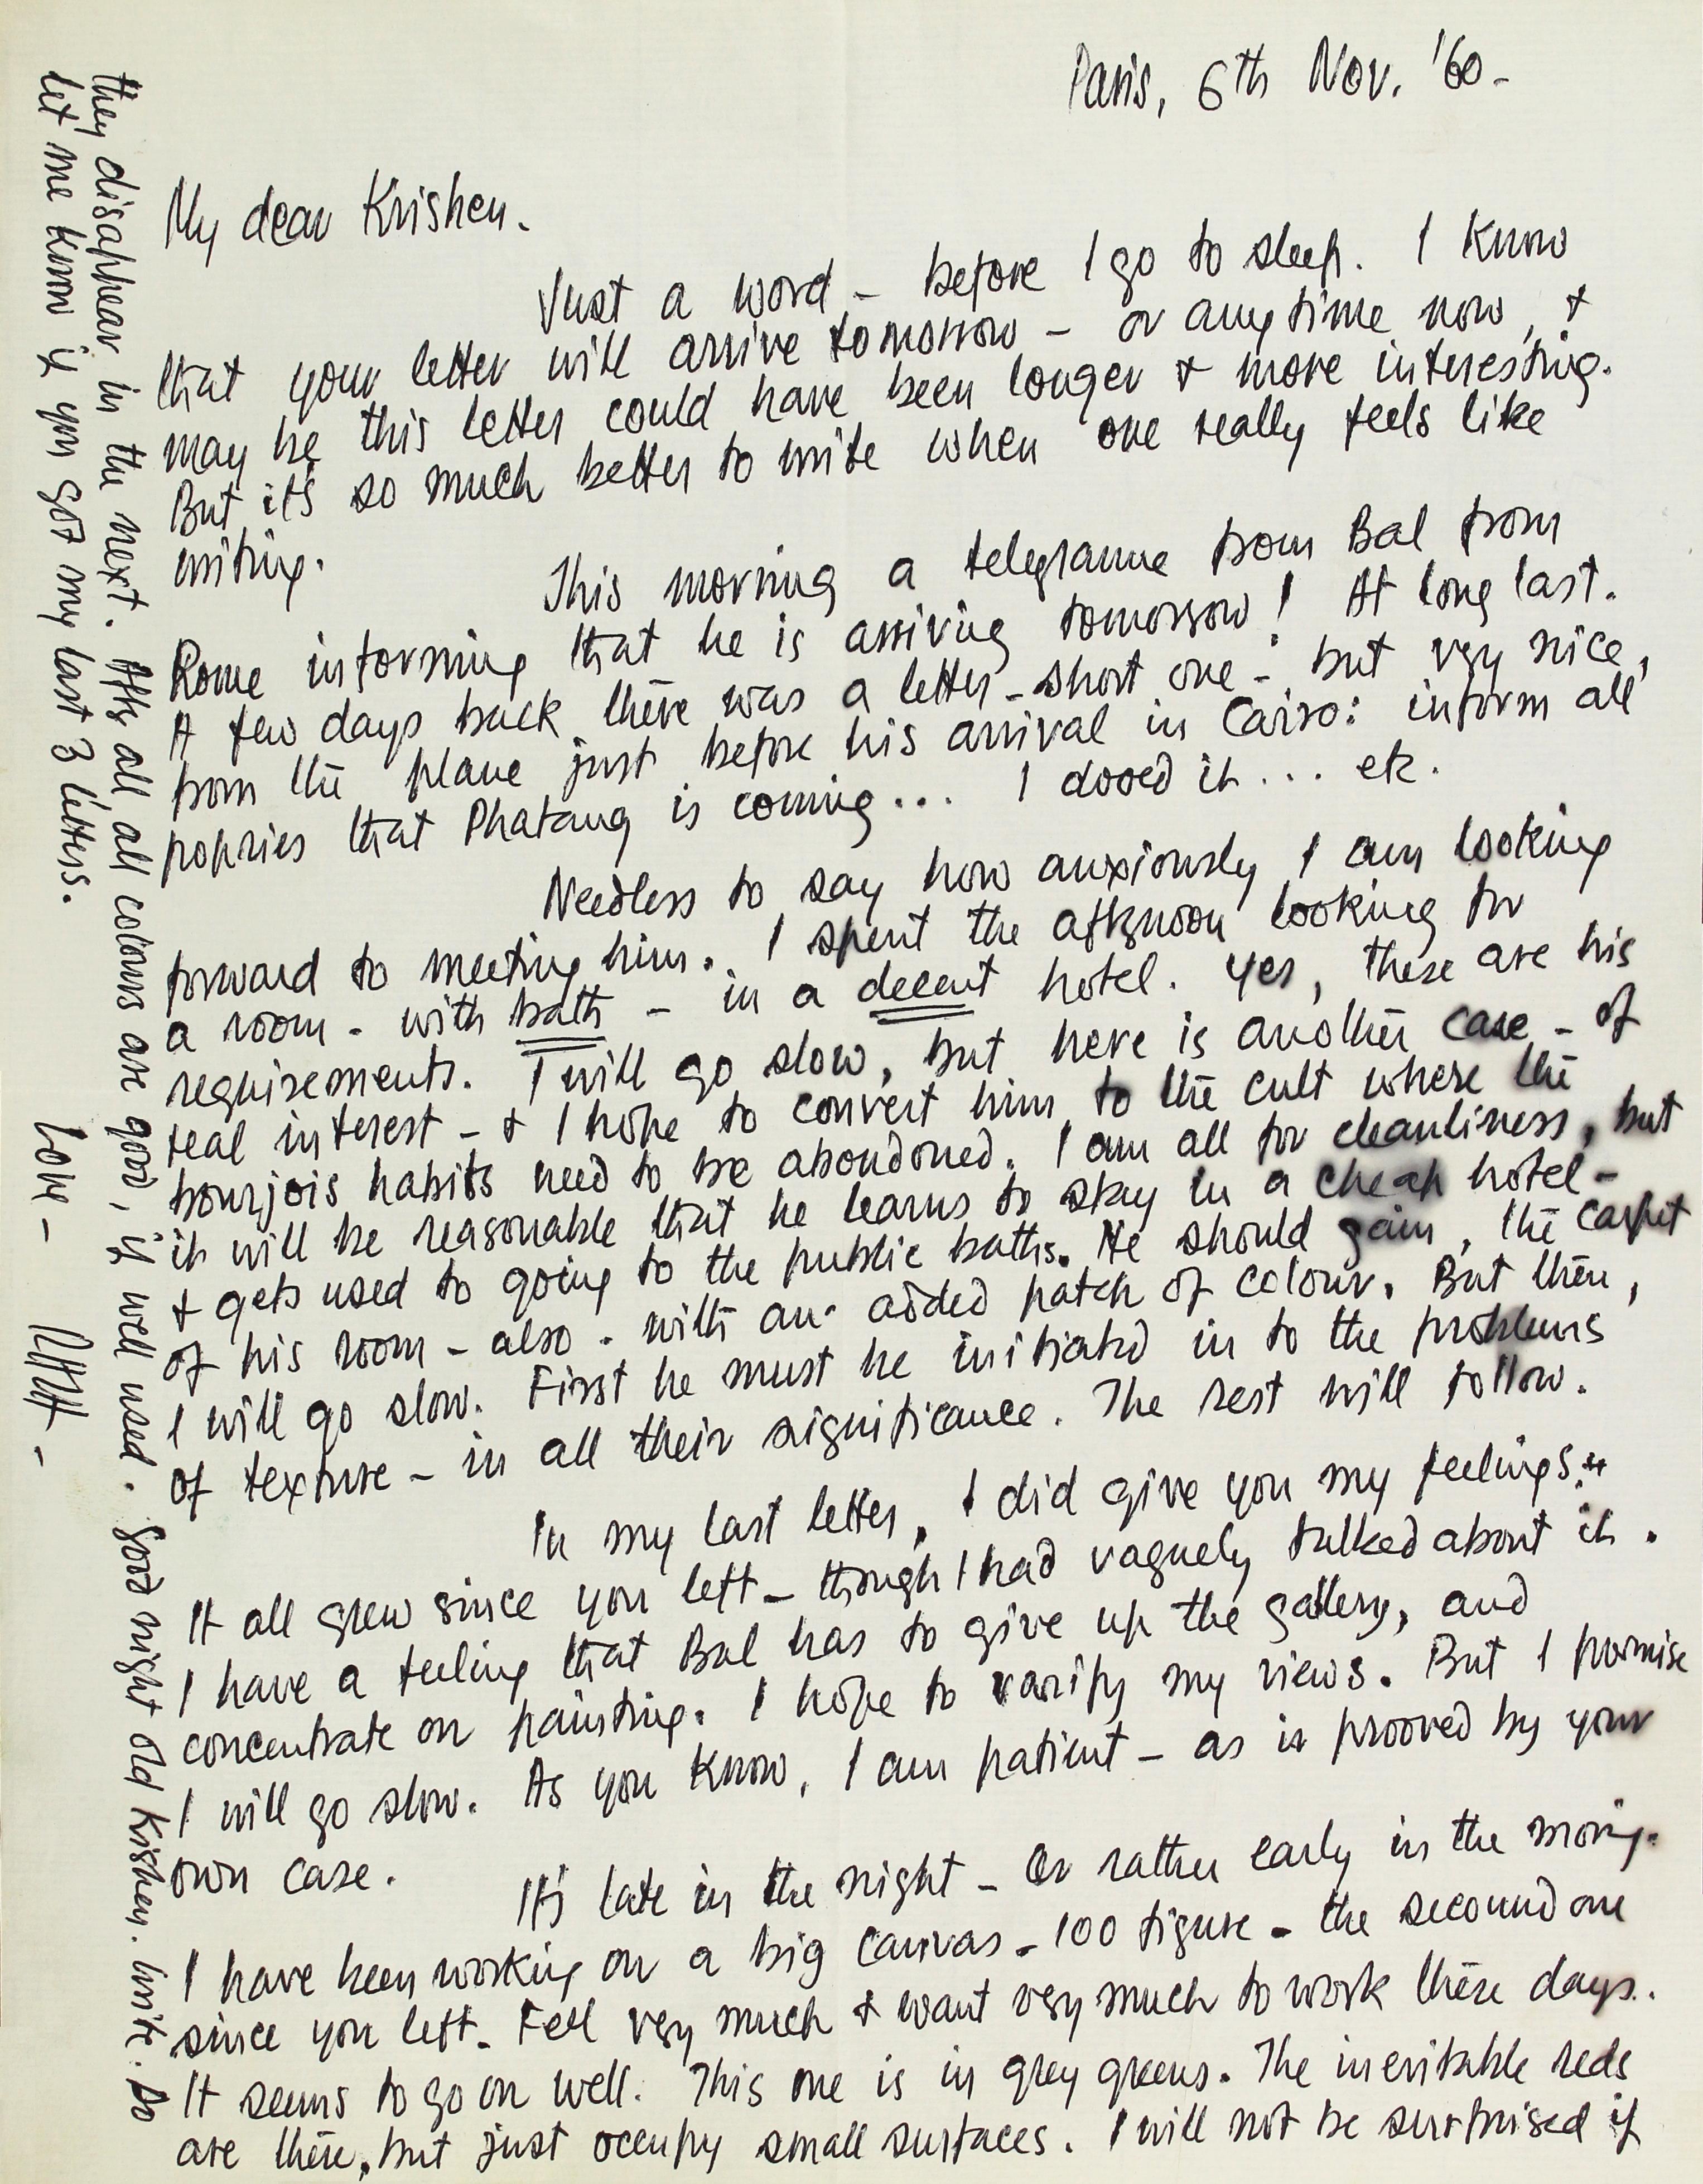 Paris, 6th Nov. '60-
My dear Krishen.
Just a word - before I go to sleep. I know
that your letter will arrive tomorrow - or any time now, &
may be this letter could have been longer & more interesting.
But it's so much better to write when one really feels like
writing.
This morning a telegramme from Bal from
Rome informing that he is arriving tomorrow! At long last.
A few days back there was a letter - short one - but very nice,
from the plane just before his arrival in Cairo: inform all
popries that Phatang is coming... I dooed it... etc.
Needless to say how anxiously I am looking
forward to meeting him. I spent the afternoon looking for
a room - with bath - in a decent hotel. Yes, these are his
requirements. I will go slow, but here is another case - of
real interest - & I hope to convert him to the cult where the
bourjois habits need to be abondoned. I am all for cleanliness, but
it will be reasonable that he learns to stay in a cheap hotel -
& gets used to going to the public baths. He should gain, the carpet
of his room - also - with an added patch of colour. But then,
I will go slow. First he must be initiated in to the problems
of texture - in all their significance. The rest will follow.
In my last letter, I did give you my feelings..
It all grew since you left - though I had vaguely talked about it.
I have a feeling that Bal has to give up the gallery, and
concentrate on painting. I hope to varify my views. But I promise
I will go slow. As you know, I am patient - as is prooved by your
own case.
It's late in the night - Or rather early in the morning.
I have been working on a big canvas - 100 figure - the second one
since you left. Feel very much & want very much to work these days.
It seems to go on well. This one is in grey greens. The inevitable reds
are there, but just occupy small surfaces. I will not be surprised if
they disappear in the next. After all, all colours are good, if well used. Good night old Krishen. Write. Do
let me know if you got my last 3 letters.
Love -